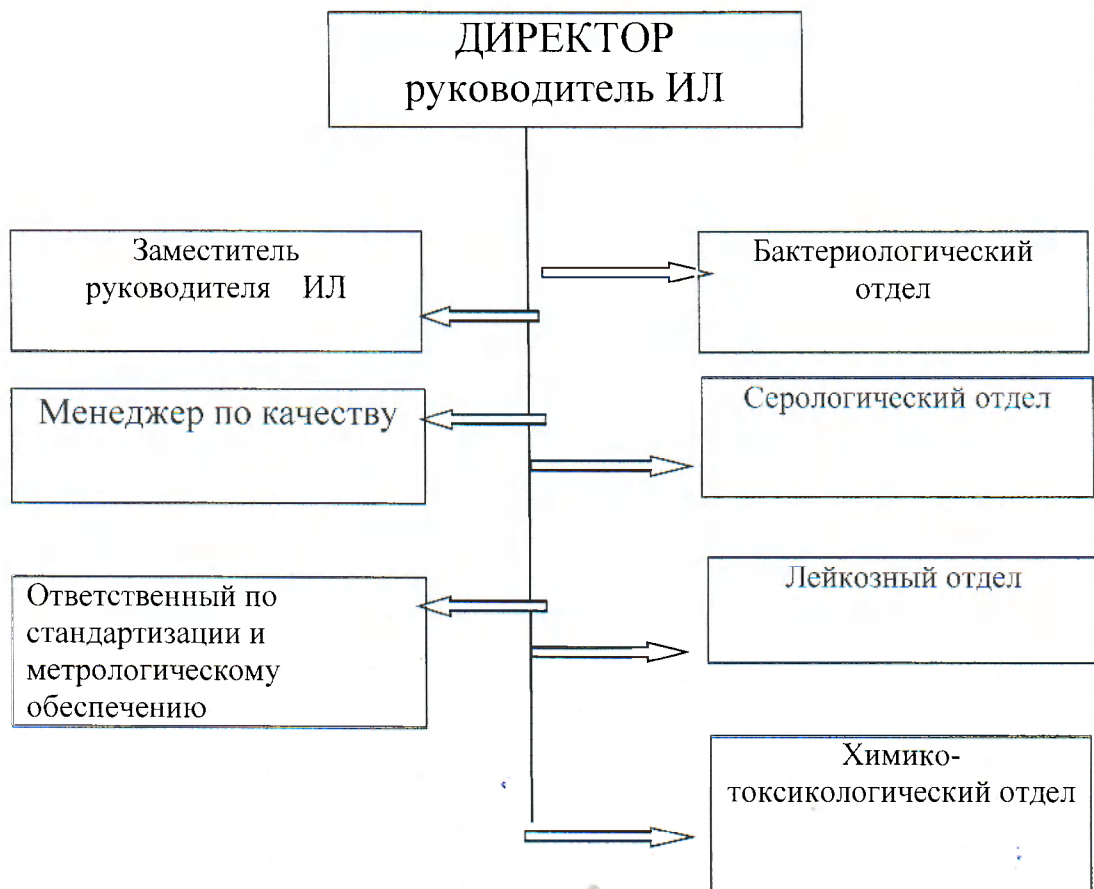 ДИРЕКТОР
руководитель ИЛ
Заместитель
руководителя ИЛ
Бактериологический
отдел
Менеджер по качеству
Серологический отдел
Ответственный по
стандартизации и
метрологическому
обеспечению
Лейкозный отдел
Химико-
токсикологический отдел